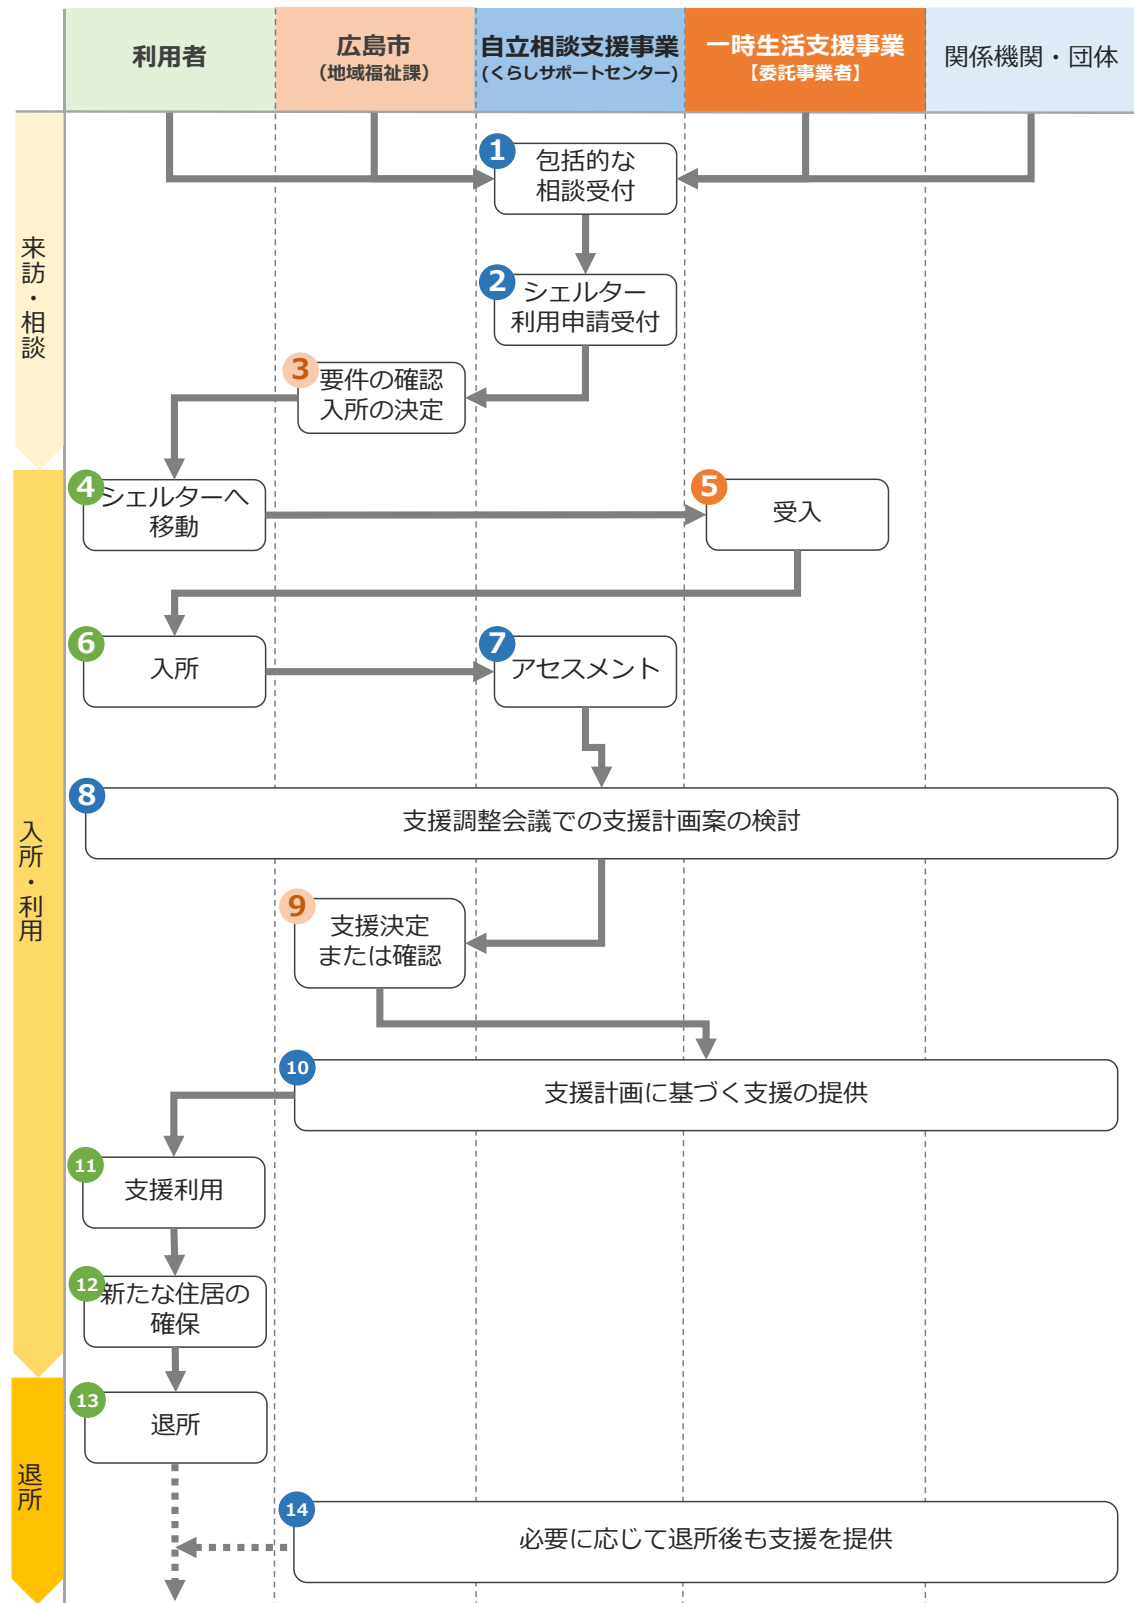 利用者
広島市
（地域福祉課）
自立相談支援事業
(くらしサポートセンター)
一時生活支援事業
【委託事業者】
関係機関・団体
来訪・相談
1
包括的な
相談受付
2
シェルター
利用申請受付
3
要件の確認
入所の決定
入所・利用
4
シェルターへ
移動
5
受入
6
入所
7
アセスメント
8
支援調整会議での支援計画案の検討
9
支援決定
または確認
10
支援計画に基づく支援の提供
11
支援利用
12
新たな住居の
確保
退所
13
退所
14
必要に応じて退所後も支援を提供